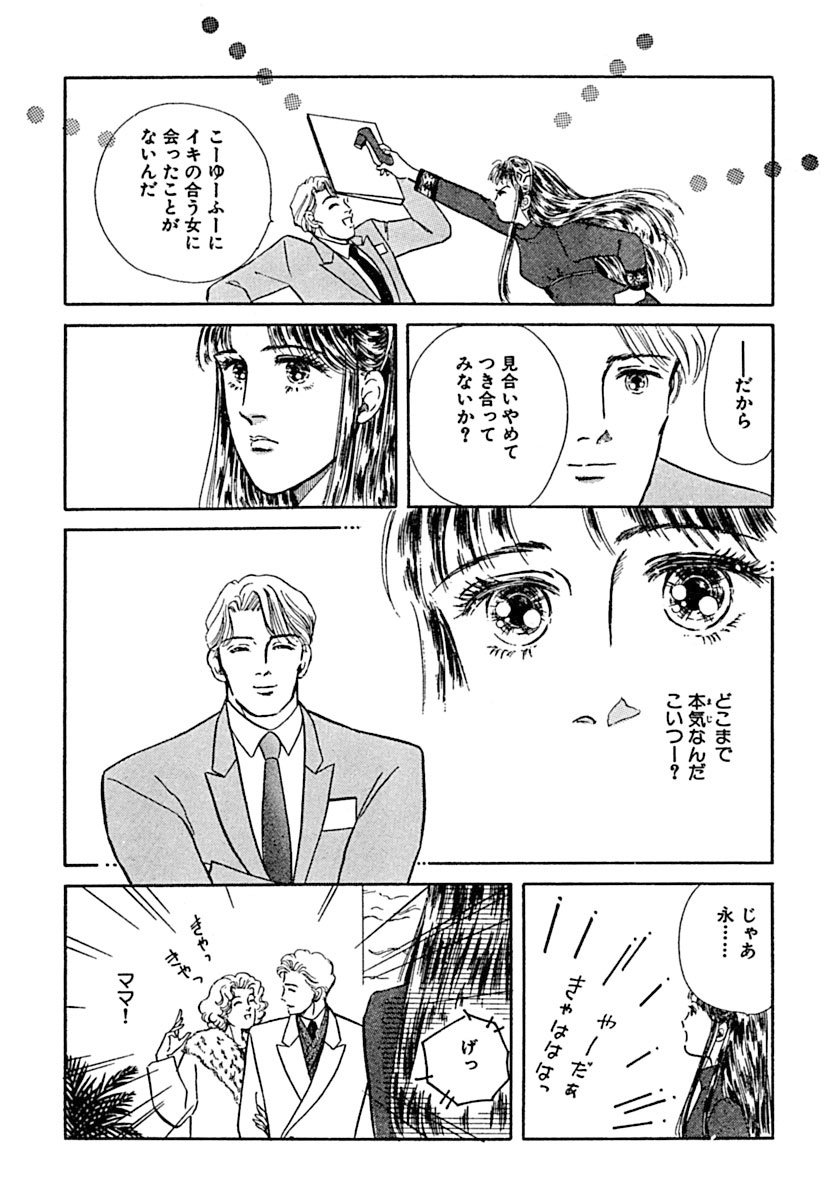 こーゆーふーに
イキの合う女に
会ったことが
ないんだ
―だから
見合いやめて
つき合って
みないか？
どこまで
本気なんだ
まじ
こいつー？
じゃあ
永……
やーだぁ
きゃははははっ
げっ
きゃっ
きゃっ
ママ！